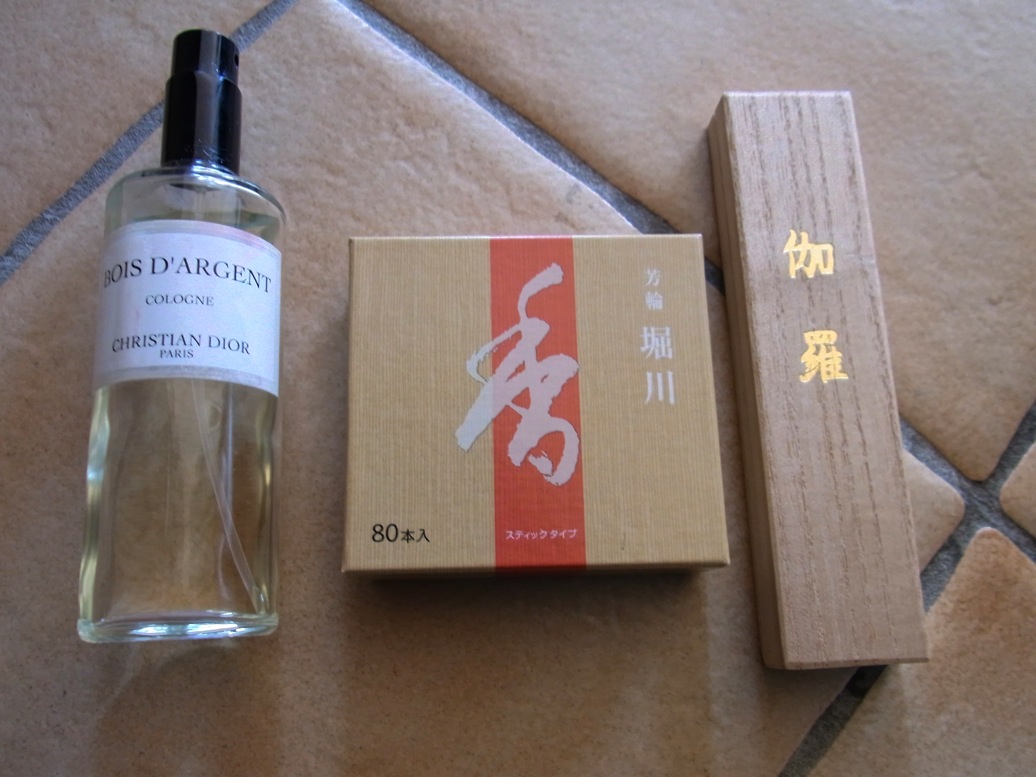 BOIS D'ARGENT
COLOGNE
CHRISTIAN DIOR
PARIS
香
芳輪
堀川
80本入
スティックタイプ
伽羅